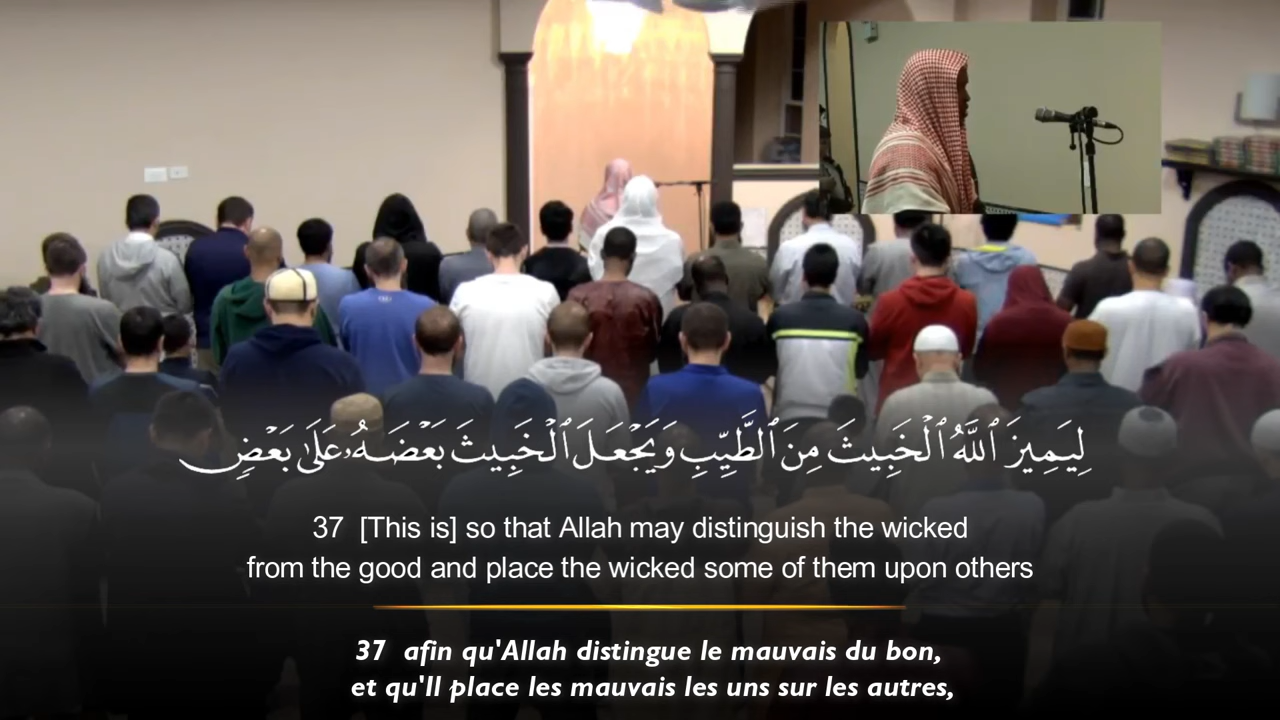 لِيَمِيزَ ٱللَّهُ ٱلْخَبِيثَ مِنَ ٱلطَّيِّبِ وَيَجْعَلَ ٱلْخَبِيثَ بَعْضَهُۥ عَلَىٰ بَعْضٍ
37 [This is] so that Allah may distinguish the wicked
from the good and place the wicked some of them upon others
37 afin qu'Allah distingue le mauvais du bon,
et qu'Il place les mauvais les uns sur les autres,